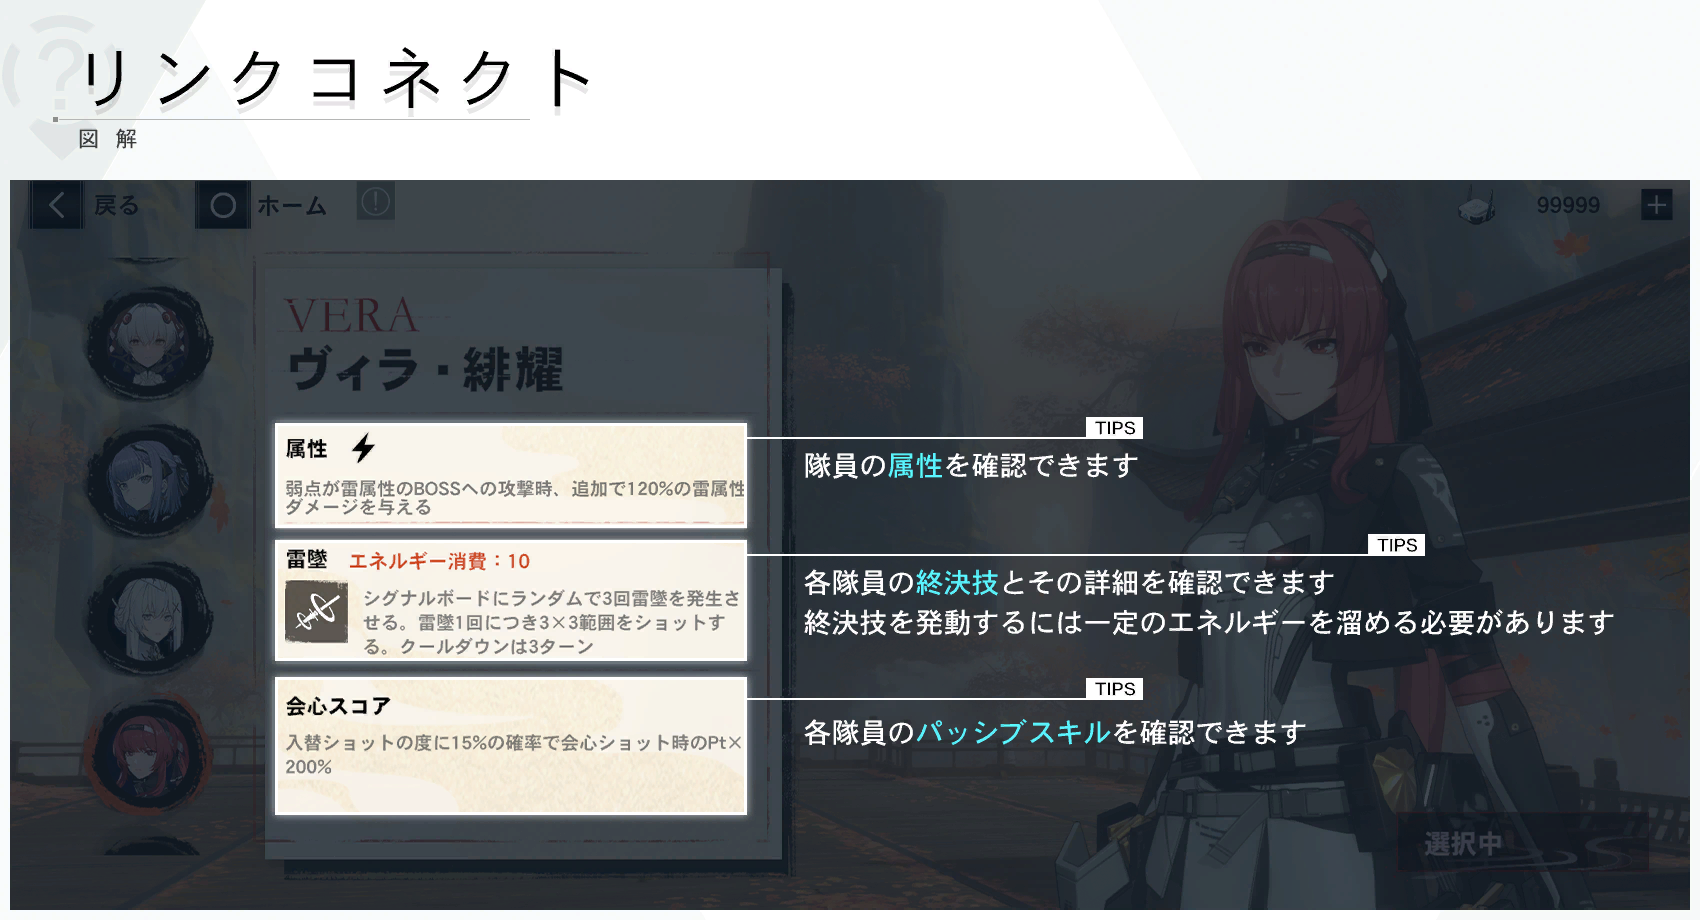 リンクコネクト
図解
戻る
ホーム
99999
VERA
ヴィラ・緋耀
属性
弱点が雷属性のBOSSへの攻撃時、追加で120%の雷属性
ダメージを与える
TIPS
隊員の属性を確認できます
雷墜 エネルギー消費：10
シグナルボードにランダムで3回雷墜を発生さ
せる。雷墜1回につき3×3範囲をショットす
る。クールダウンは3ターン
TIPS
各隊員の終決技とその詳細を確認できます
終決技を発動するには一定のエネルギーを溜める必要があります
会心スコア
入替ショットの度に15%の確率で会心ショット時のPt×
200%
TIPS
各隊員のパッシブスキルを確認できます
選択中